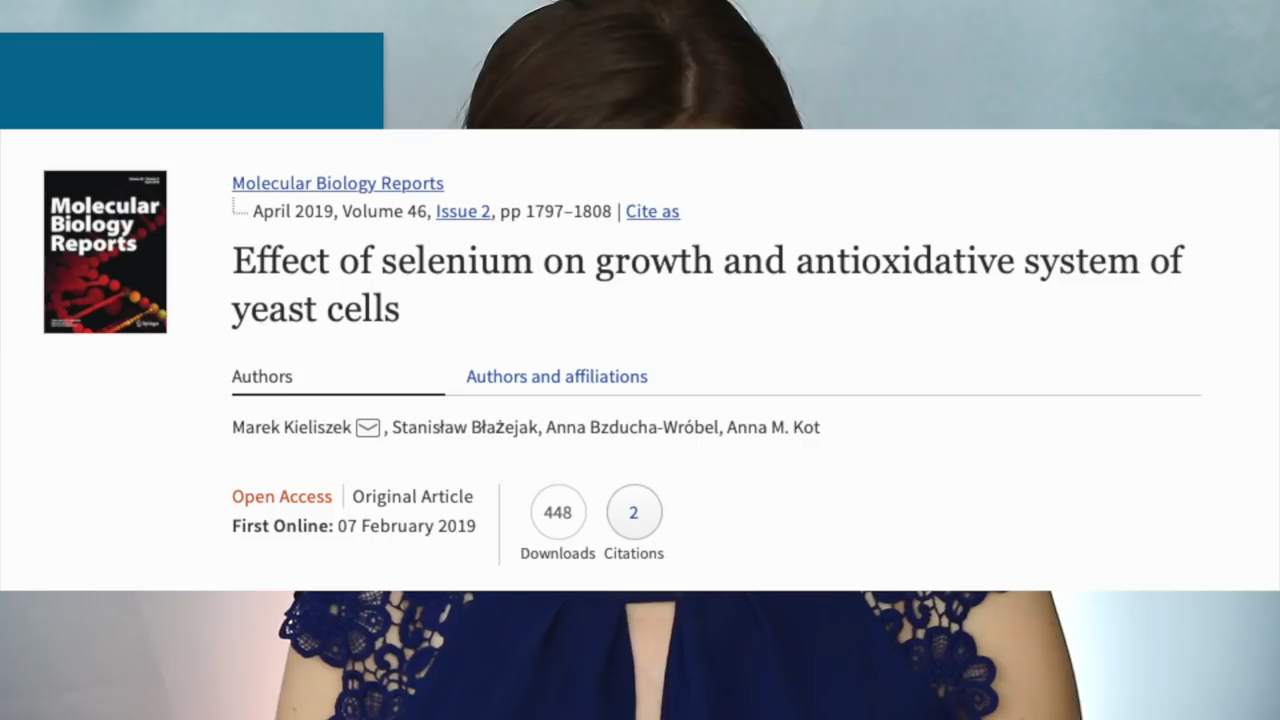 Molecular
Biology
Reports
Springer
Molecular Biology Reports
April 2019, Volume 46, Issue 2, pp 1797–1808 | Cite as
Effect of selenium on growth and antioxidative system of
yeast cells
Authors Authors and affiliations
Marek Kieliszek , Stanisław Błażejak, Anna Bzducha-Wróbel, Anna M. Kot
Open Access Original Article
First Online: 07 February 2019
448 2
Downloads Citations